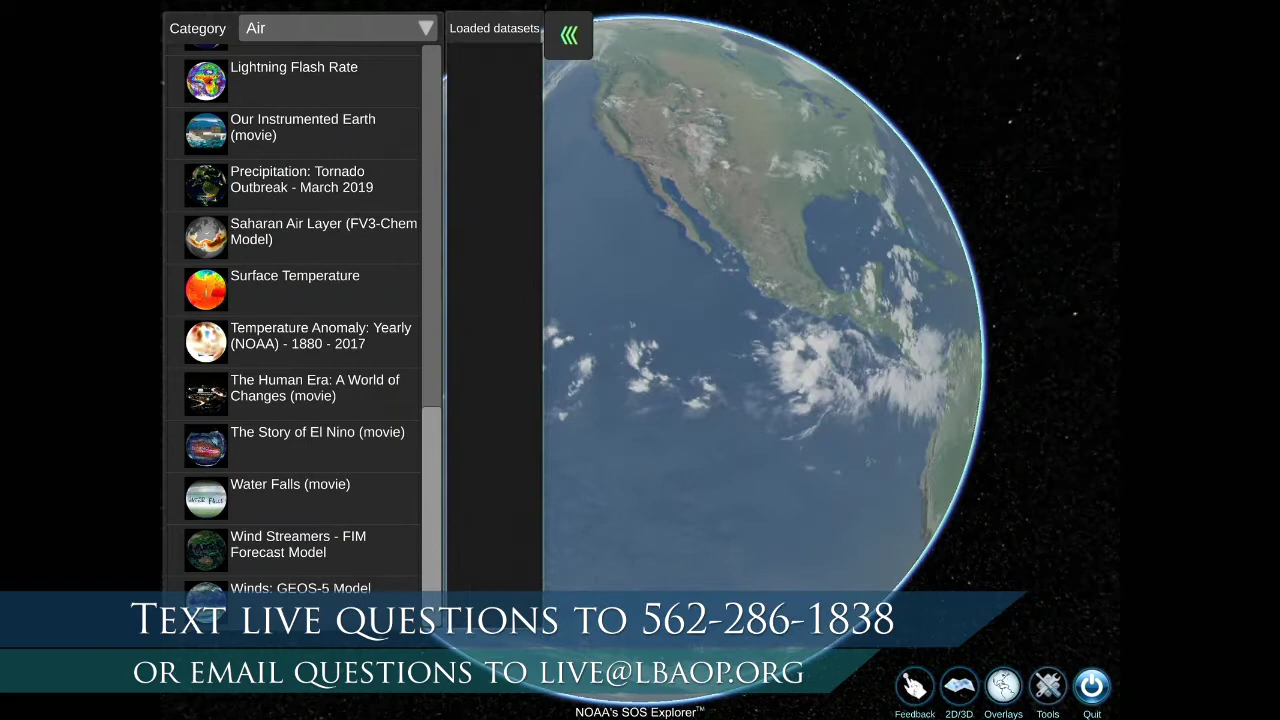 Category
Air
Loaded datasets
Lightning Flash Rate
Our Instrumented Earth
(movie)
Precipitation: Tornado
Outbreak - March 2019
Saharan Air Layer (FV3-Chem
Model)
Surface Temperature
Temperature Anomaly: Yearly
(NOAA) - 1880 - 2017
The Human Era: A World of
Changes (movie)
The Story of El Nino (movie)
Water Falls (movie)
Wind Streamers - FIM
Forecast Model
Winds: GEOS-5 Model
TEXT LIVE QUESTIONS TO 562-286-1838
OR EMAIL QUESTIONS TO LIVE@LBAOP.ORG
Feedback
2D/3D
Overlays
Tools
Quit
NOAA's SOS Explorer™